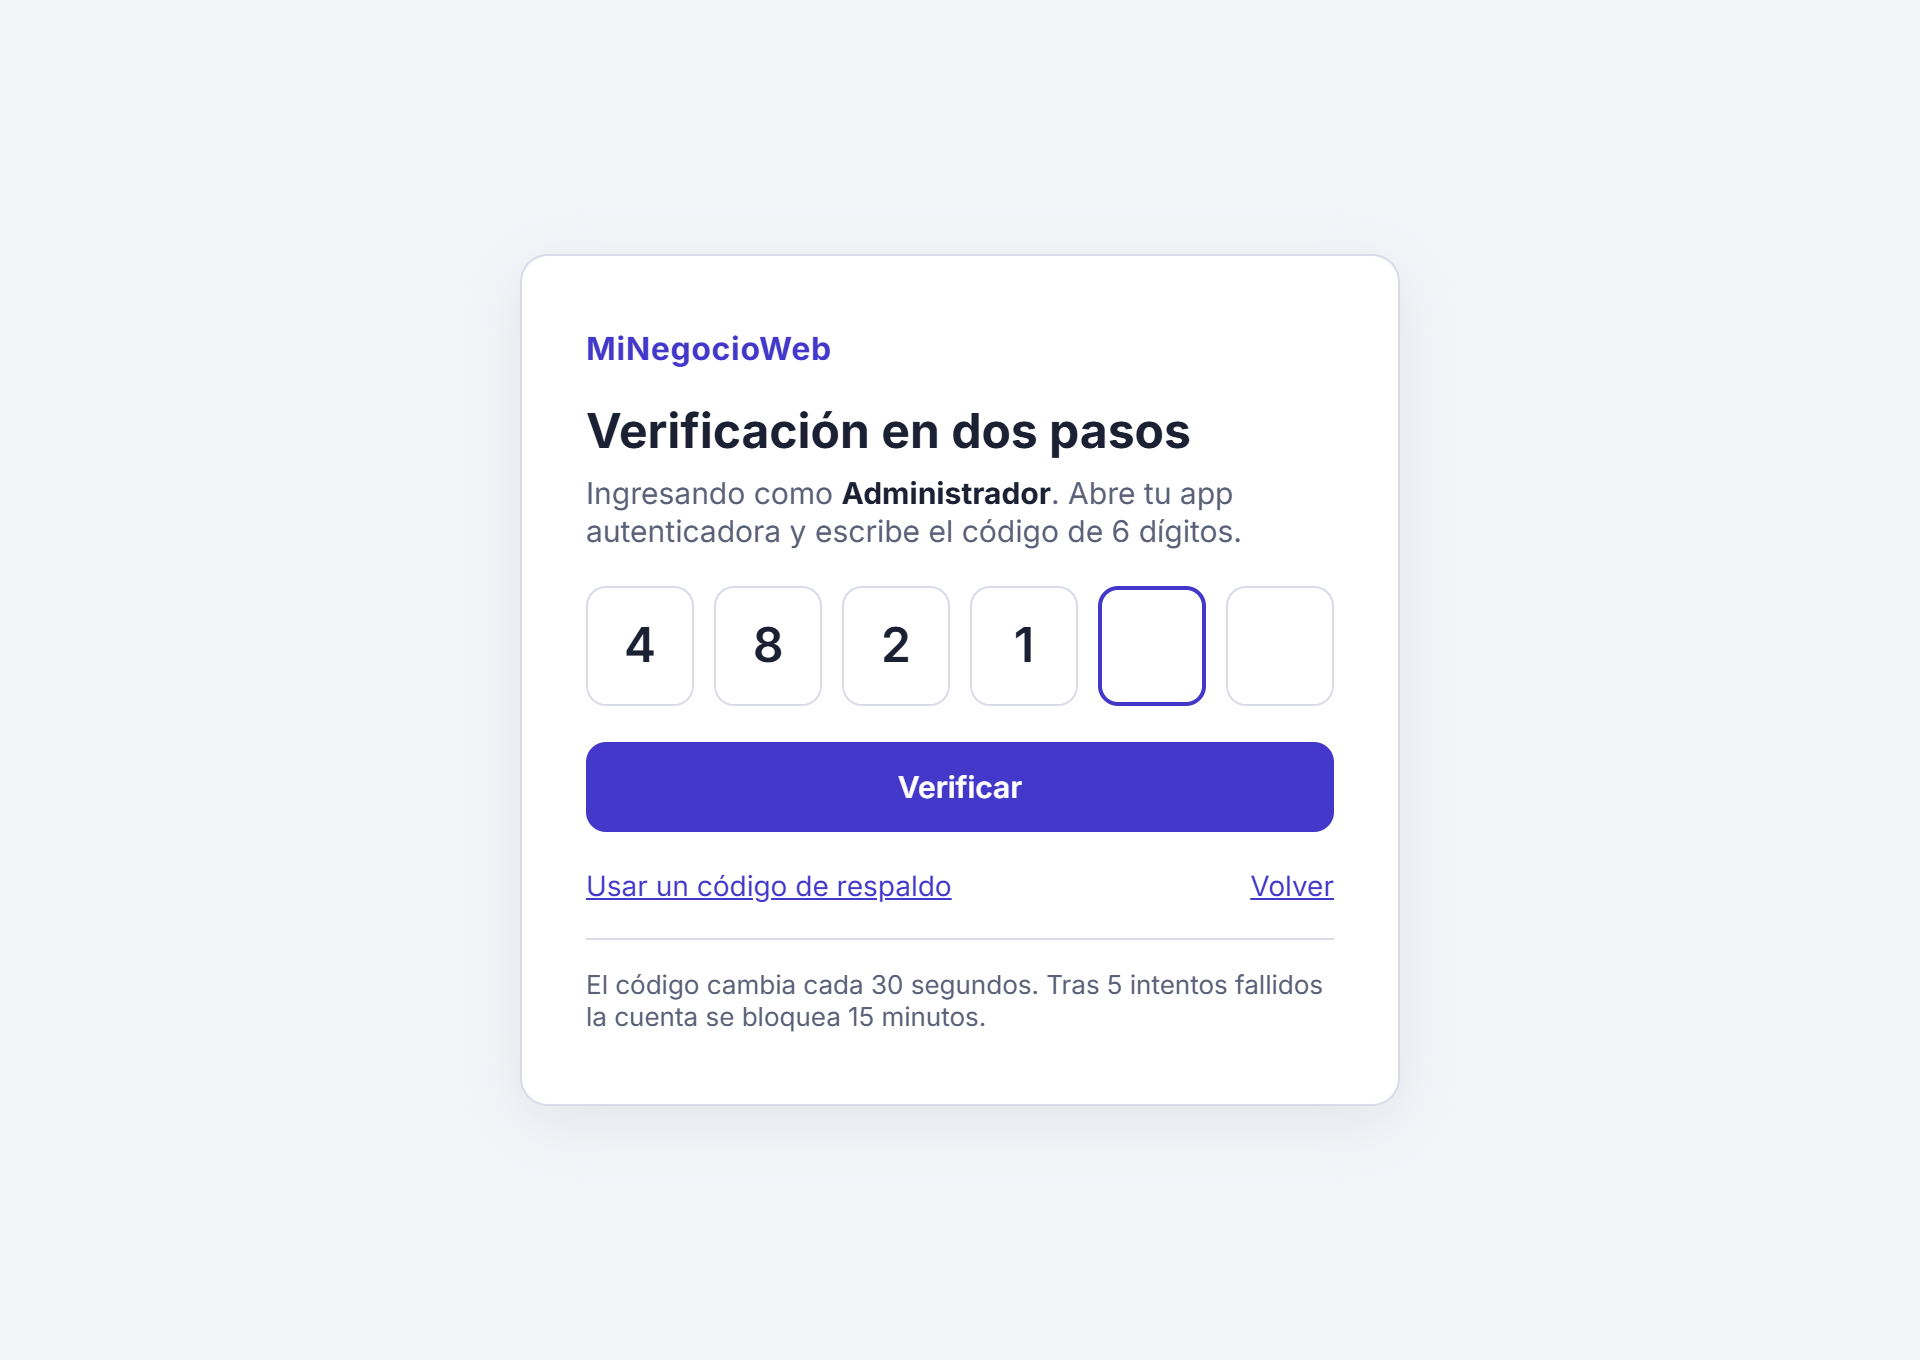 MiNegocioWeb
Verificación en dos pasos
Ingresando como Administrador. Abre tu app
autenticadora y escribe el código de 6 dígitos.
4 8 2 1
Verificar
Usar un código de respaldo Volver
El código cambia cada 30 segundos. Tras 5 intentos fallidos
la cuenta se bloquea 15 minutos.